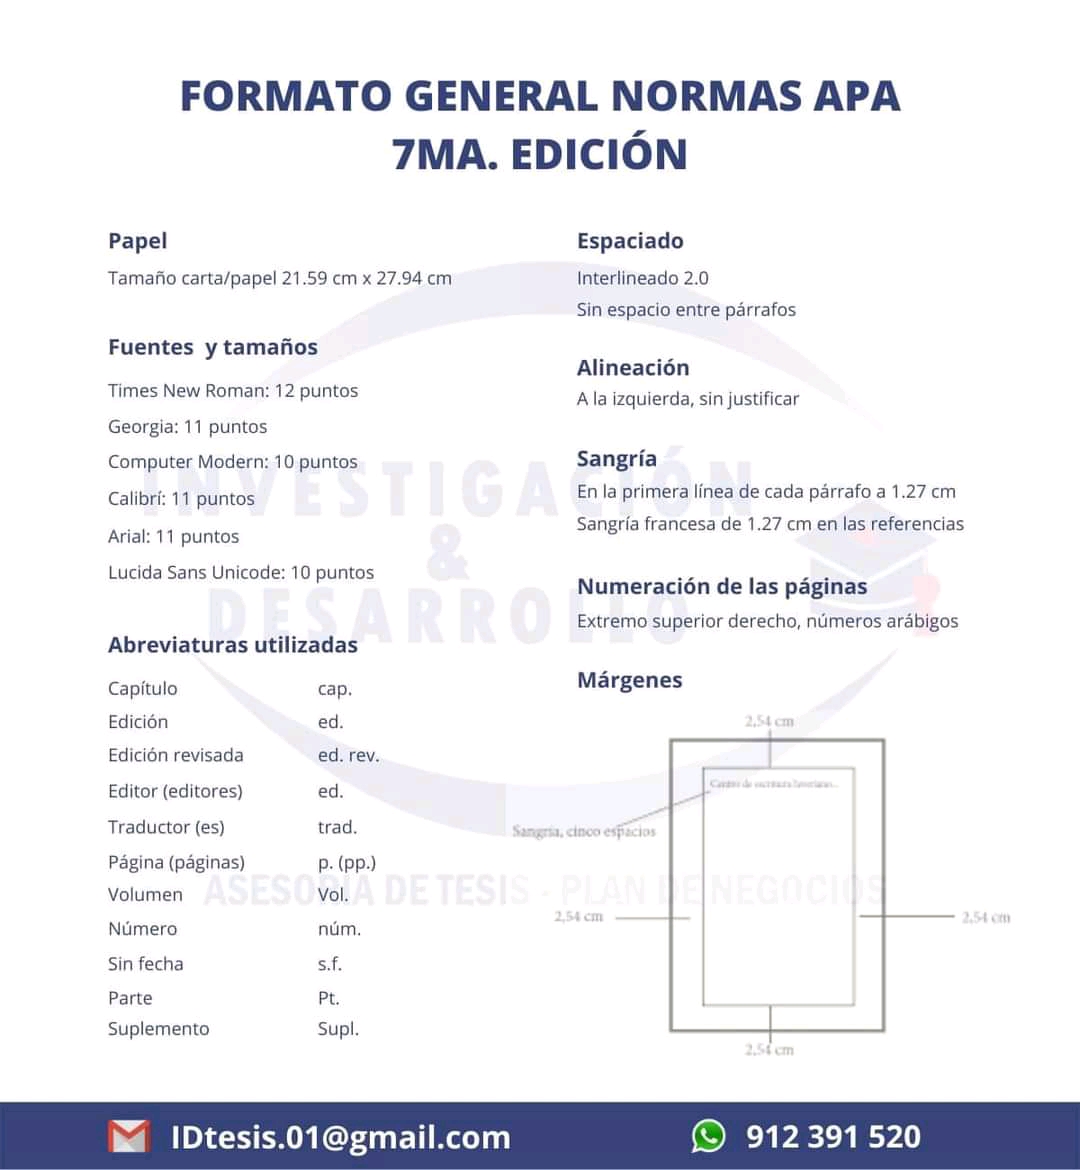 FORMATO GENERAL NORMAS APA
7MA. EDICIÓN
Papel
Tamaño carta/papel 21.59 cm x 27.94 cm
Fuentes y tamaños
Times New Roman: 12 puntos
Georgia: 11 puntos
Computer Modern: 10 puntos
Calibrí: 11 puntos
Arial: 11 puntos
Lucida Sans Unicode: 10 puntos
Abreviaturas utilizadas
Capítulo cap.
Edición ed.
Edición revisada ed. rev.
Editor (editores) ed.
Traductor (es) trad.
Página (páginas) p. (pp.)
Volumen Vol.
Número núm.
Sin fecha s.f.
Parte Pt.
Suplemento Supl.
Espaciado
Interlineado 2.0
Sin espacio entre párrafos
Alineación
A la izquierda, sin justificar
Sangría
En la primera línea de cada párrafo a 1.27 cm
Sangría francesa de 1.27 cm en las referencias
Numeración de las páginas
Extremo superior derecho, números arábigos
Márgenes
2,54 cm
Centro de escritura
Sangría, cinco espacios
2,54 cm
2,54 cm
2,54 cm
INVESTIGACIÓN
&
DESARROLLO
ASESORIA DE TESIS - PLAN DE NEGOCIOS
IDtesis.01@gmail.com
912 391 520